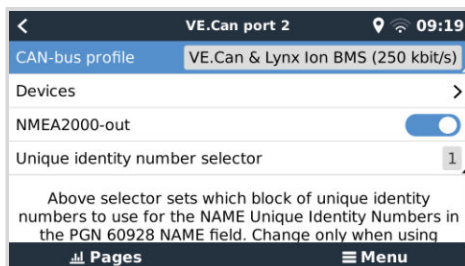 VE.Can port 2 09:19
CAN-bus profile VE.Can & Lynx Ion BMS (250 kbit/s)
Devices
NMEA2000-out
Unique identity number selector 1
Above selector sets which block of unique identity
numbers to use for the NAME Unique Identity Numbers in
the PGN 60928 NAME field. Change only when using
Pages Menu